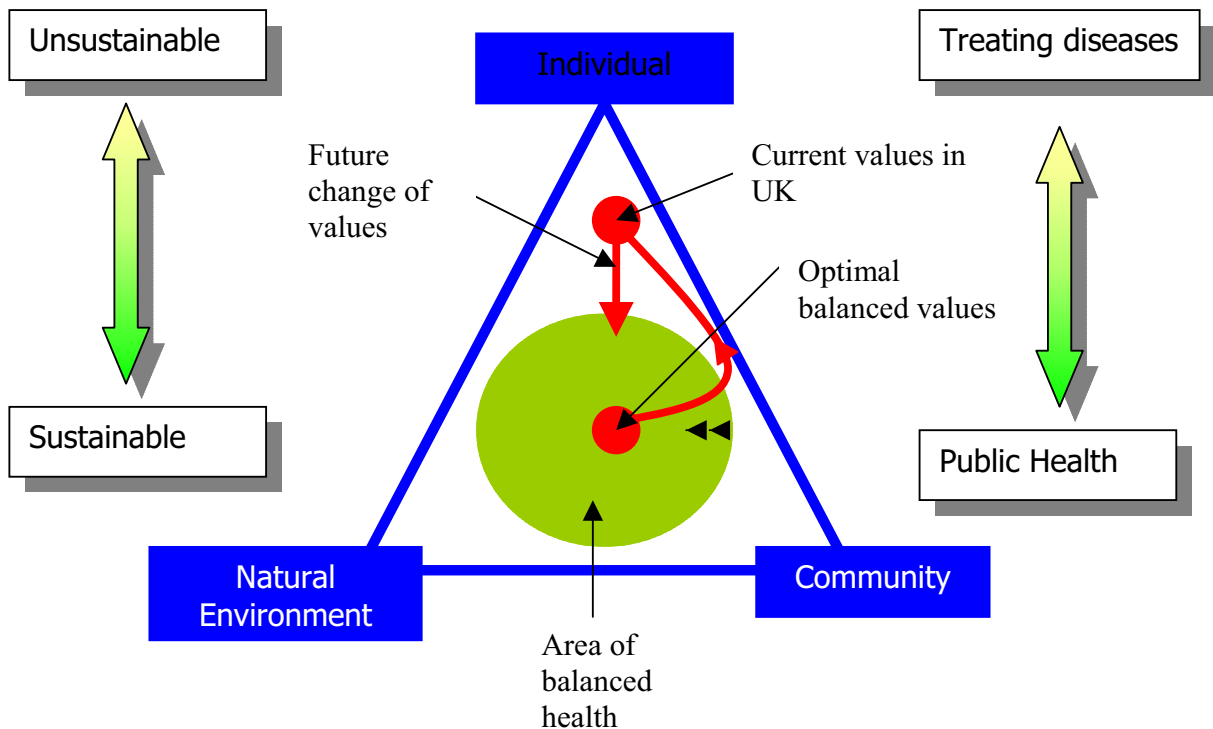 Unsustainable
Individual
Treating diseases
Future
change of
values
Current values in
UK
Optimal
balanced values
Sustainable
Public Health
Natural
Environment
Community
Area of
balanced
health